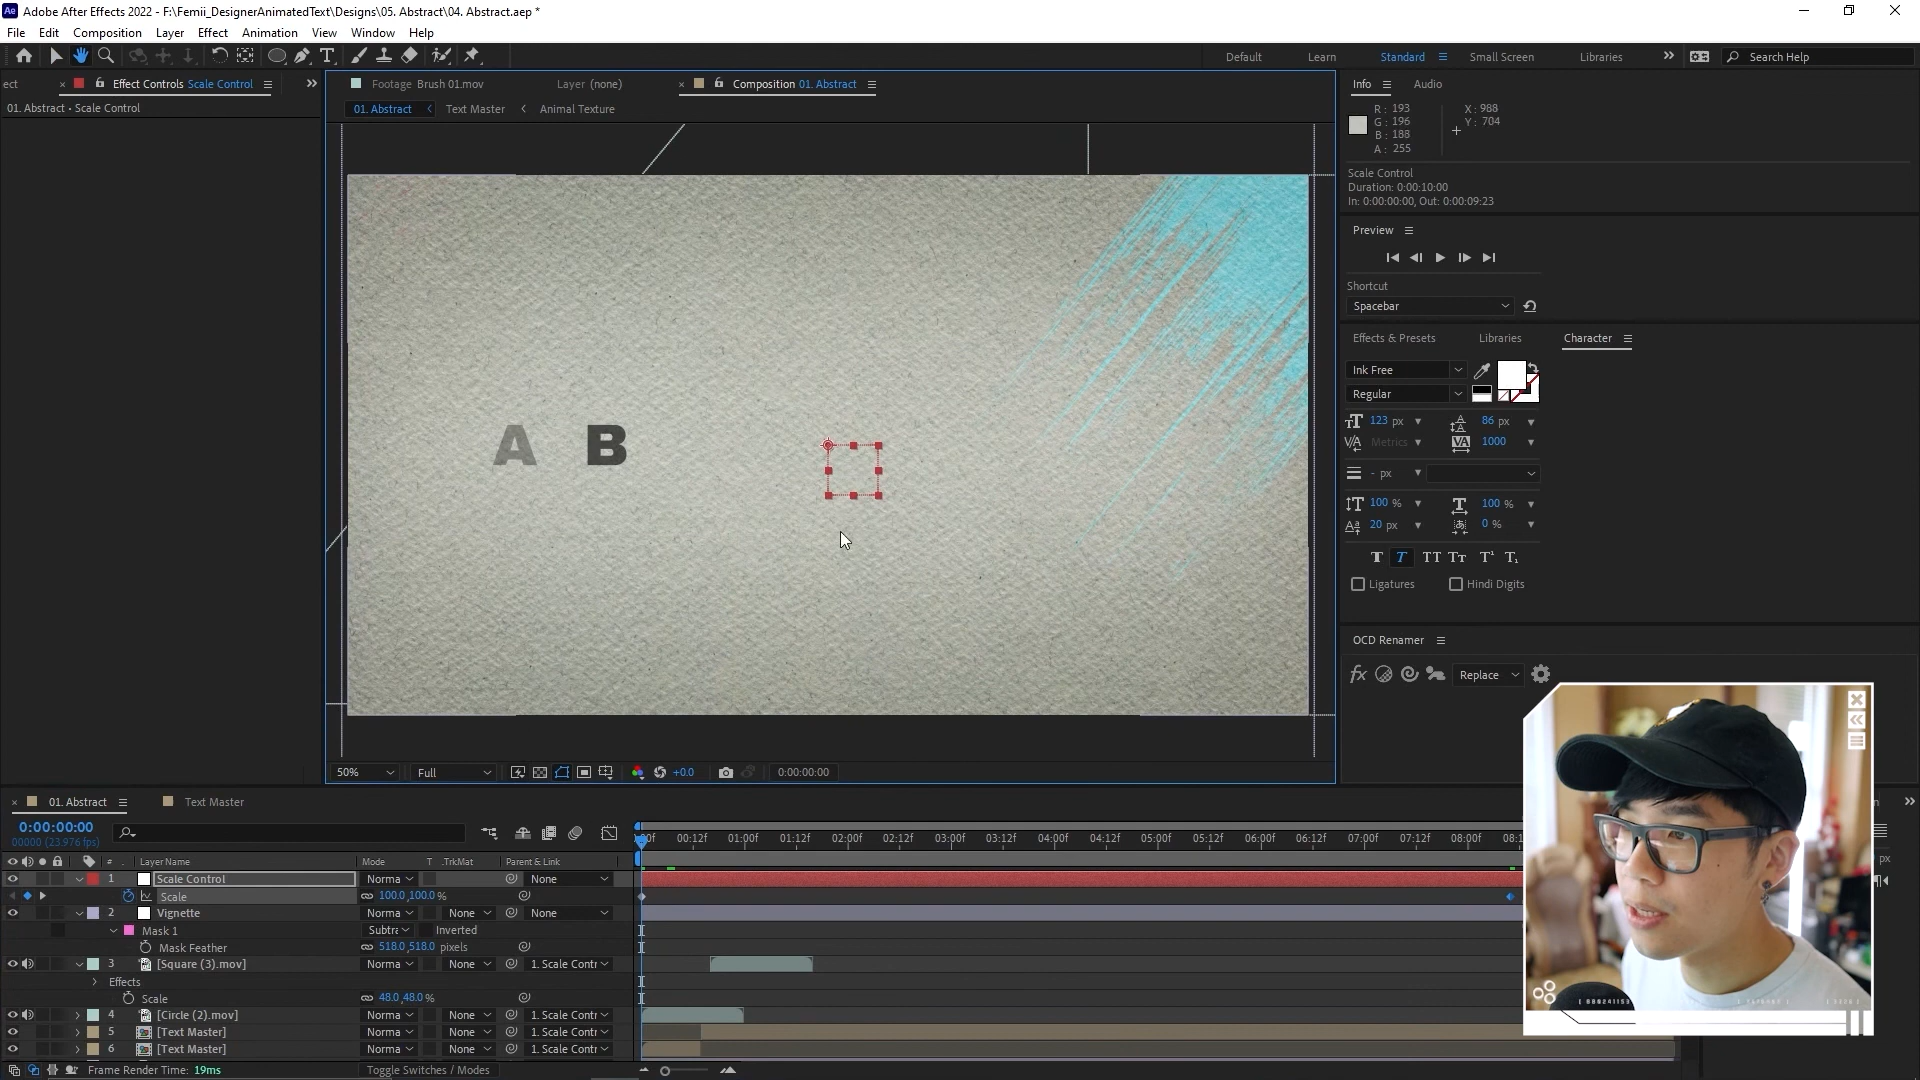 Ae Adobe After Effects 2022 - F:\Femii_DesignerAnimatedText\Designs\05. Abstract\04. Abstract.aep *
File Edit Composition Layer Effect Animation View Window Help
Default Learn Standard Small Screen Libraries Search Help
ect Effect Controls Scale Control
01. Abstract • Scale Control
Footage Brush 01.mov Layer (none) Composition 01. Abstract
01. Abstract Text Master Animal Texture
A B
50% Full +0.0 0:00:00:00
Info Audio
R: 193 X: 988
G: 196 Y: 704
B: 188
A: 255
Scale Control
Duration: 0:00:10:00
In: 0:00:00:00, Out: 0:00:09:23
Preview
Shortcut
Spacebar
Effects & Presets Libraries Character
Ink Free
Regular
123 px 86 px
Metrics 1000
- px
100 % 100 %
20 px 0 %
T T TT Tt T¹ T₁
Ligatures Hindi Digits
OCD Renamer
fx Replace
01. Abstract Text Master
0:00:00:00
00000 (23.976 fps)
00:12f 01:00f 01:12f 02:00f 02:12f 03:00f 03:12f 04:00f 04:12f 05:00f 05:12f 06:00f 06:12f 07:00f 07:12f 08:00f
# Layer Name Mode T .TrkMat Parent & Link
1 Scale Control Norma None
Scale 100.0,100.0 %
2 Vignette Norma None None
Mask 1 Subtra Inverted
Mask Feather 518.0,518.0 pixels
3 [Square (3).mov] Norma None 1. Scale Contr
Effects
Scale 48.0,48.0 %
4 [Circle (2).mov] Norma None 1. Scale Contr
5 [Text Master] Norma None 1. Scale Contr
6 [Text Master] Norma None 1. Scale Contr
Frame Render Time: 19ms Toggle Switches / Modes
px